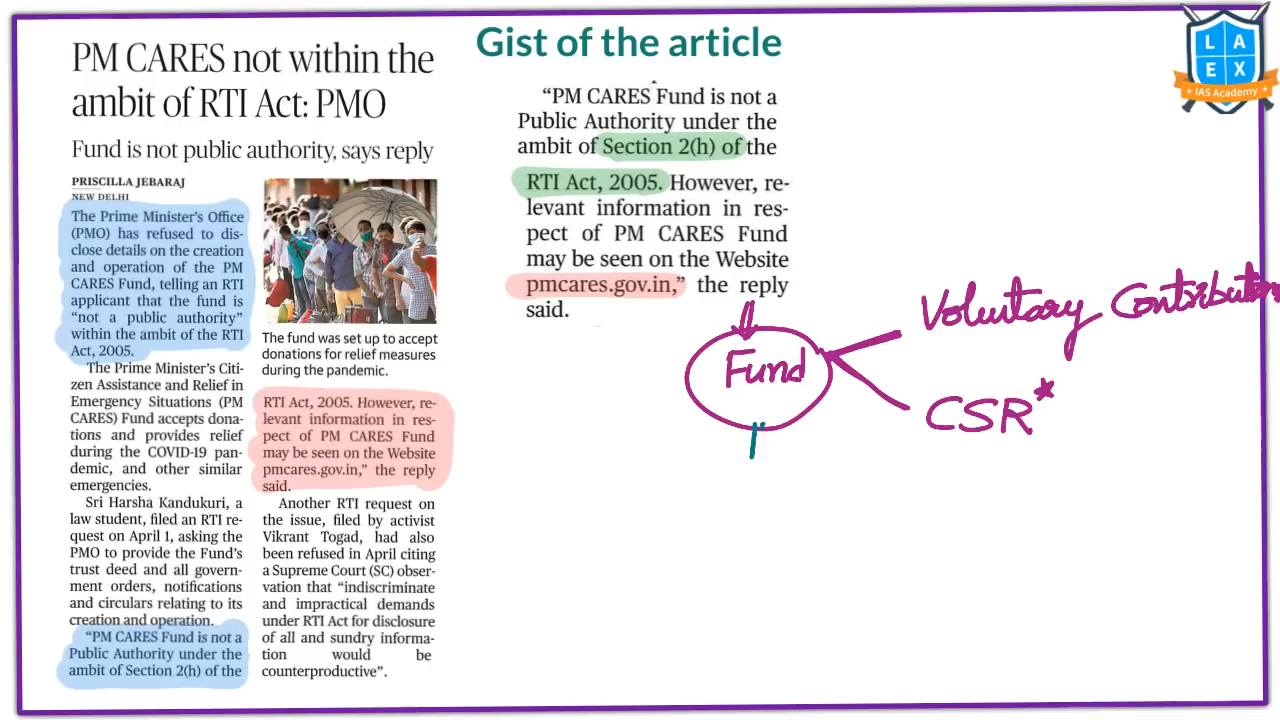 Gist of the article
L A
E X
IAS Academy
PM CARES not within the
ambit of RTI Act: PMO
Fund is not public authority, says reply
PRISCILLA JEBARAJ
NEW DELHI
The Prime Minister's Office
(PMO) has refused to dis-
close details on the creation
and operation of the PM
CARES Fund, telling an RTI
applicant that the fund is
"not a public authority"
within the ambit of the RTI
Act, 2005.
The Prime Minister's Citi-
zen Assistance and Relief in
Emergency Situations (PM
CARES) Fund accepts dona-
tions and provides relief
during the COVID-19 pan-
demic, and other similar
emergencies.
Sri Harsha Kandukuri, a
law student, filed an RTI re-
quest on April 1, asking the
PMO to provide the Fund's
trust deed and all govern-
ment orders, notifications
and circulars relating to its
creation and operation.
"PM CARES Fund is not a
Public Authority under the
ambit of Section 2(h) of the
The fund was set up to accept
donations for relief measures
during the pandemic.
RTI Act, 2005. However, re-
levant information in res-
pect of PM CARES Fund
may be seen on the Website
pmcares.gov.in," the reply
said.
Another RTI request on
the issue, filed by activist
Vikrant Togad, had also
been refused in April citing
a Supreme Court (SC) obser-
vation that "indiscriminate
and impractical demands
under RTI Act for disclosure
of all and sundry informa-
tion would be
counterproductive".
"PM CARES Fund is not a
Public Authority under the
ambit of Section 2(h) of the
RTI Act, 2005. However, re-
levant information in res-
pect of PM CARES Fund
may be seen on the Website
pmcares.gov.in," the reply
said.
Fund
Voluntary
CSR*